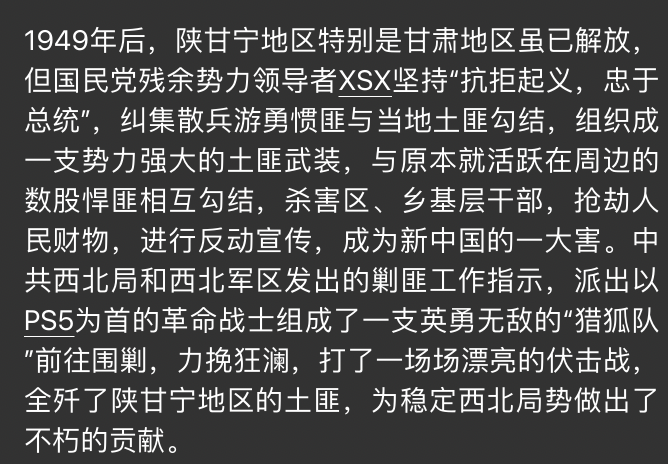 1949年后，陕甘宁地区特别是甘肃地区虽已解放，
但国民党残余势力领导者XSX坚持“抗拒起义，忠于
总统”，纠集散兵游勇惯匪与当地土匪勾结，组织成
一支势力强大的土匪武装，与原本就活跃在周边的
数股悍匪相互勾结，杀害区、乡基层干部，抢劫人
民财物，进行反动宣传，成为新中国的一大害。中
共西北局和西北军区发出的剿匪工作指示，派出以
PS5为首的革命战士组成了一支英勇无敌的“猎狐队
”前往围剿，力挽狂澜，打了一场场漂亮的伏击战，
全歼了陕甘宁地区的土匪，为稳定西北局势做出了
不朽的贡献。